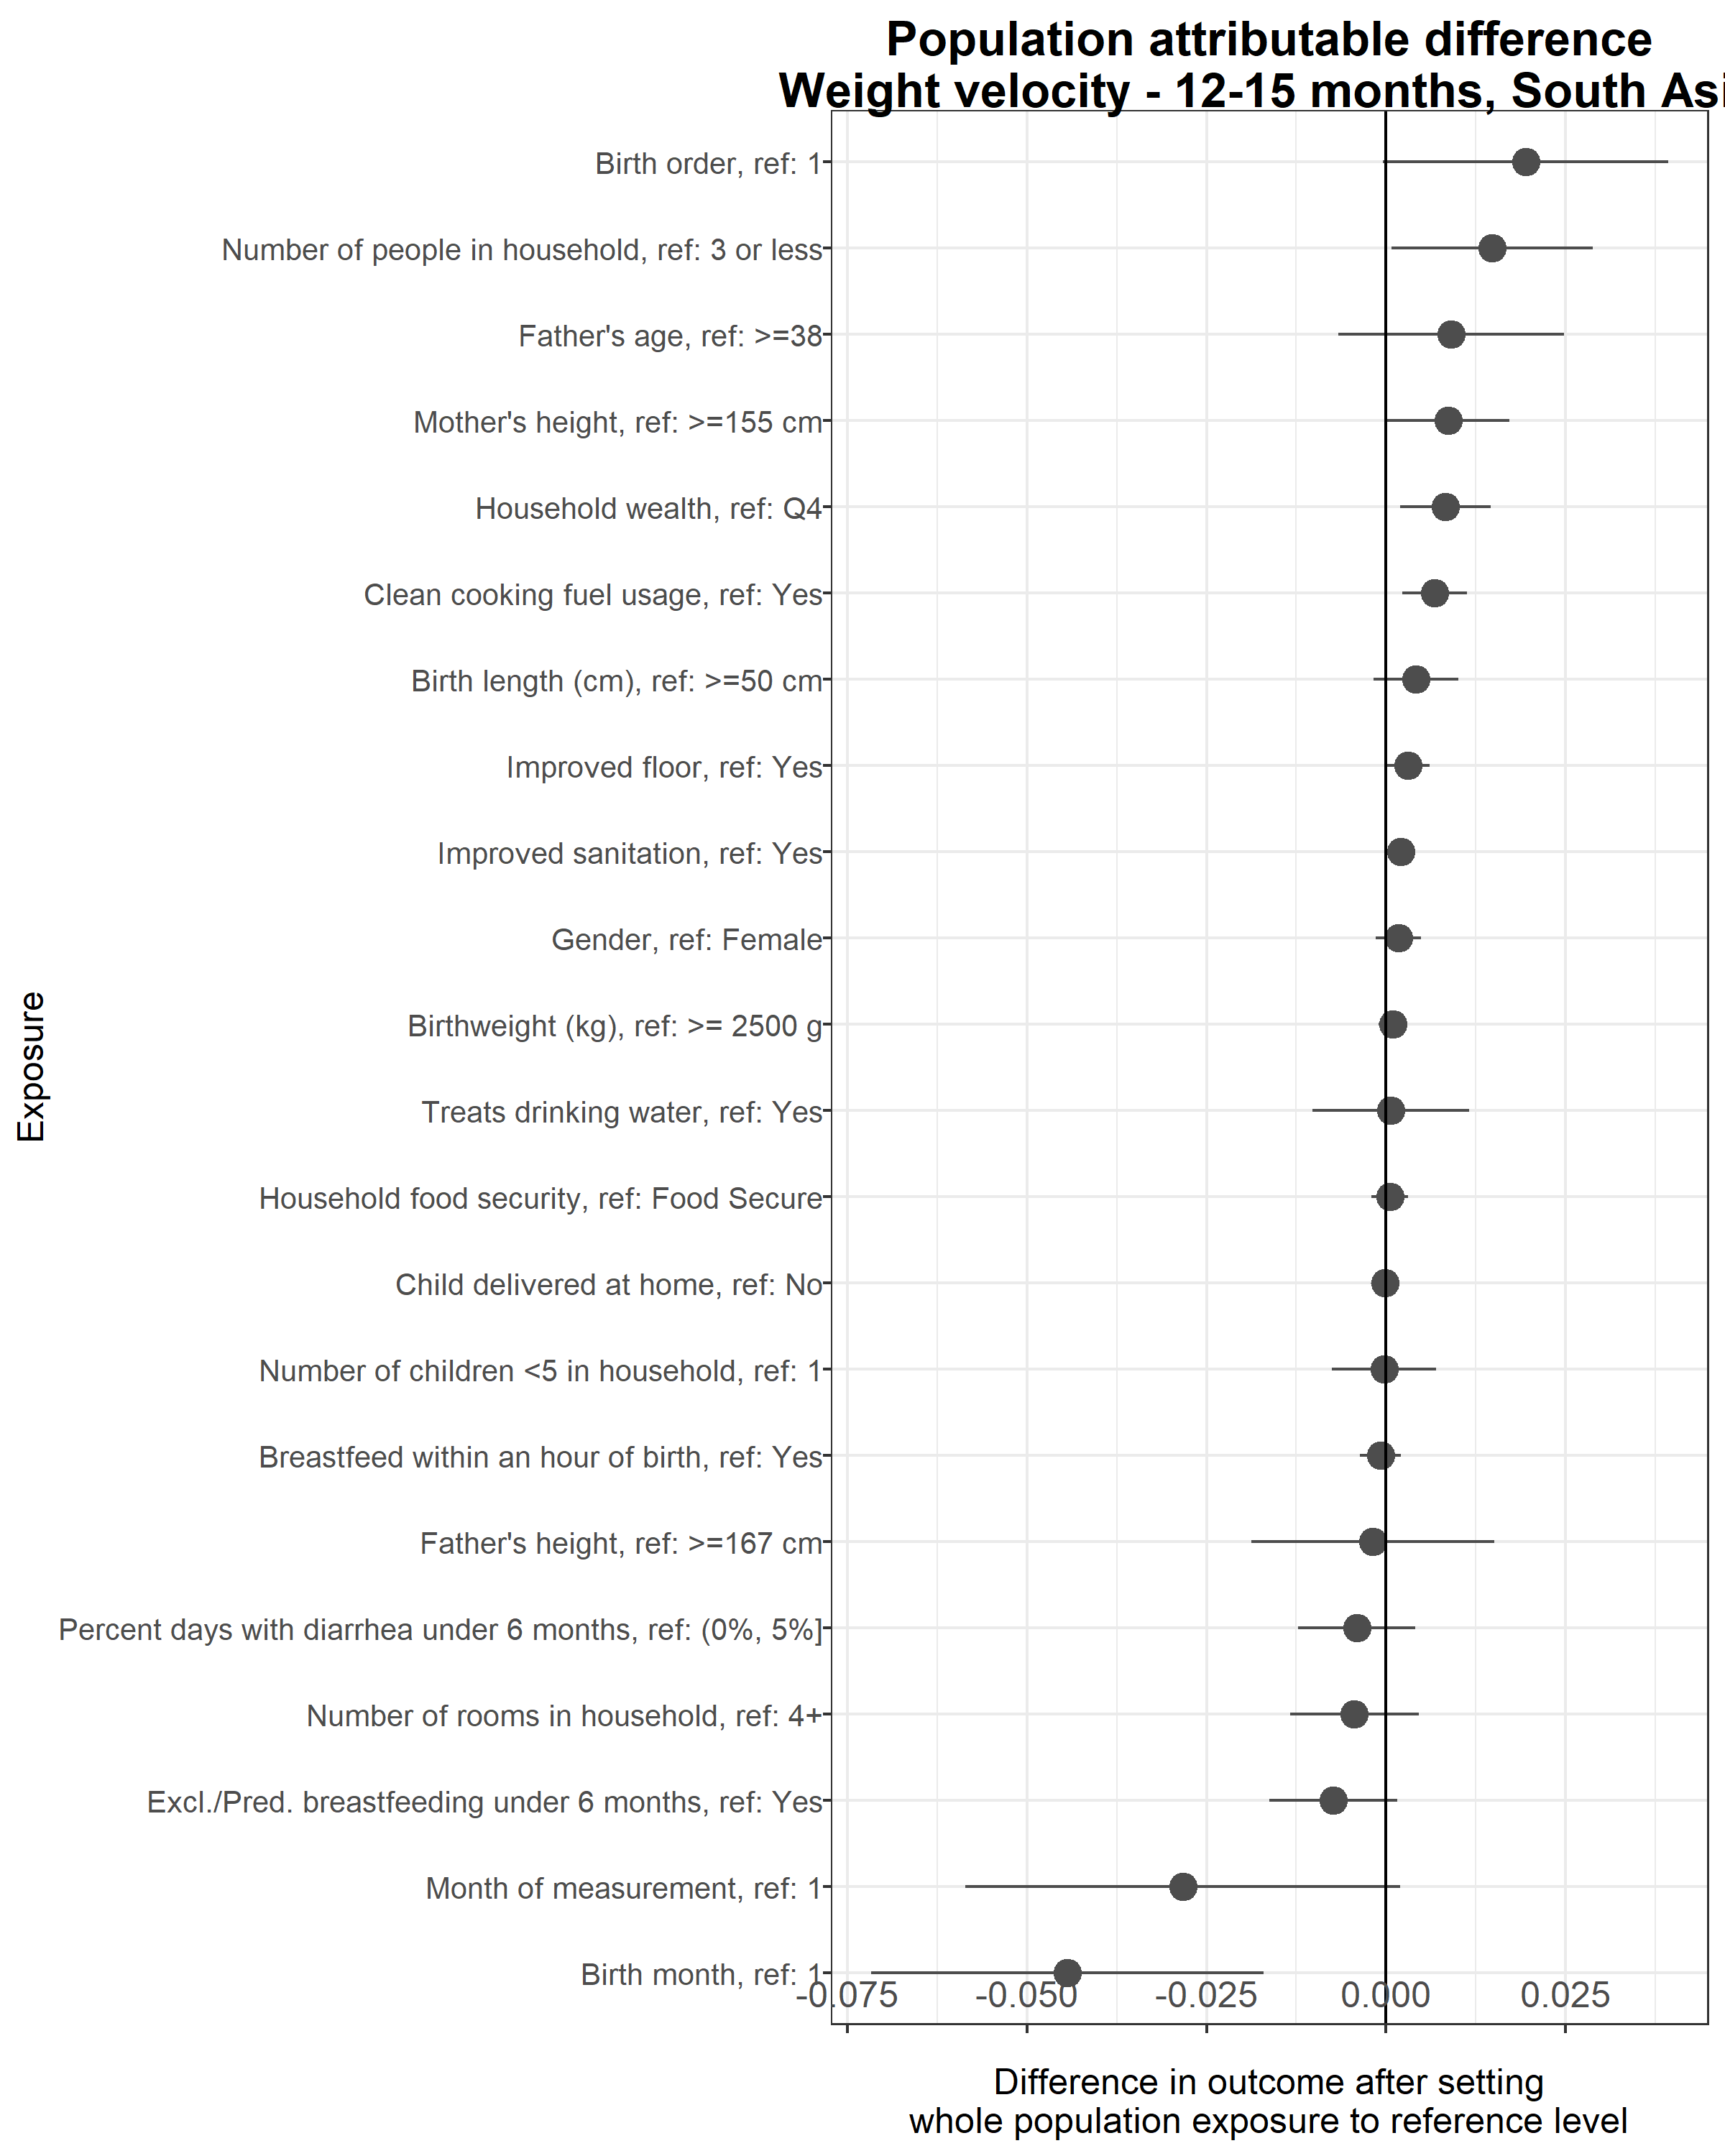 Population attributable difference
Weight velocity - 12-15 months, South Asi
Birth order, ref: 1
Number of people in household, ref: 3 or less
Father's age, ref: >=38
Mother's height, ref: >=155 cm
Household wealth, ref: Q4
Clean cooking fuel usage, ref: Yes
Birth length (cm), ref: >=50 cm
Improved floor, ref: Yes
Improved sanitation, ref: Yes
Gender, ref: Female
Birthweight (kg), ref: >= 2500 g
Treats drinking water, ref: Yes
Household food security, ref: Food Secure
Child delivered at home, ref: No
Number of children <5 in household, ref: 1
Breastfeed within an hour of birth, ref: Yes
Father's height, ref: >=167 cm
Percent days with diarrhea under 6 months, ref: (0%, 5%]
Number of rooms in household, ref: 4+
Excl./Pred. breastfeeding under 6 months, ref: Yes
Month of measurement, ref: 1
Birth month, ref: 1
Exposure
-0.075 -0.050 -0.025 0.000 0.025
Difference in outcome after setting
whole population exposure to reference level